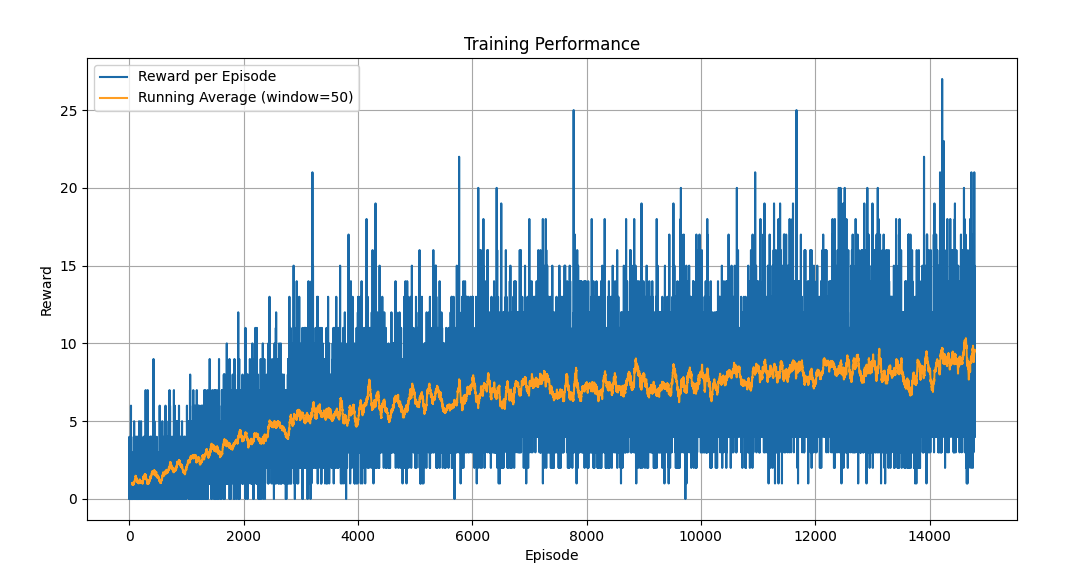 Training Performance
Reward per Episode
Running Average (window=50)
25
20
15
10
5
0
Reward
0 2000 4000 6000 8000 10000 12000 14000
Episode